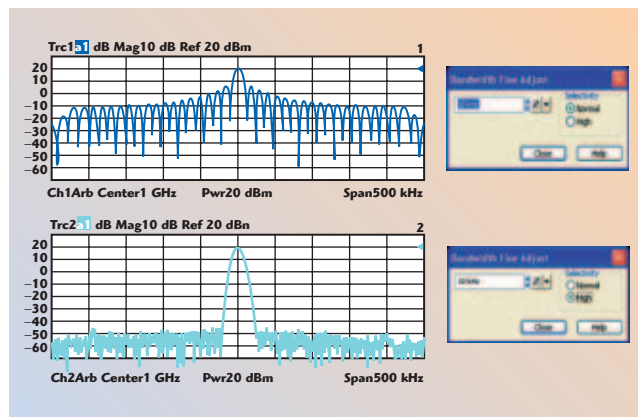 Trc1 a1 dB Mag10 dB Ref 20 dBm 1
20
10
0
−10
−20
−30
−40
−50
−60
Ch1Arb Center1 GHz Pwr20 dBm Span500 kHz
Bandwidth Fine Adjust
Selectivity
Normal
High
Close Help
Trc2 a1 dB Mag10 dB Ref 20 dBn 2
20
10
0
−10
−20
−30
−40
−50
−60
Ch2Arb Center1 GHz Pwr20 dBm Span500 kHz
Bandwidth Fine Adjust
Selectivity
Normal
High
Close Help